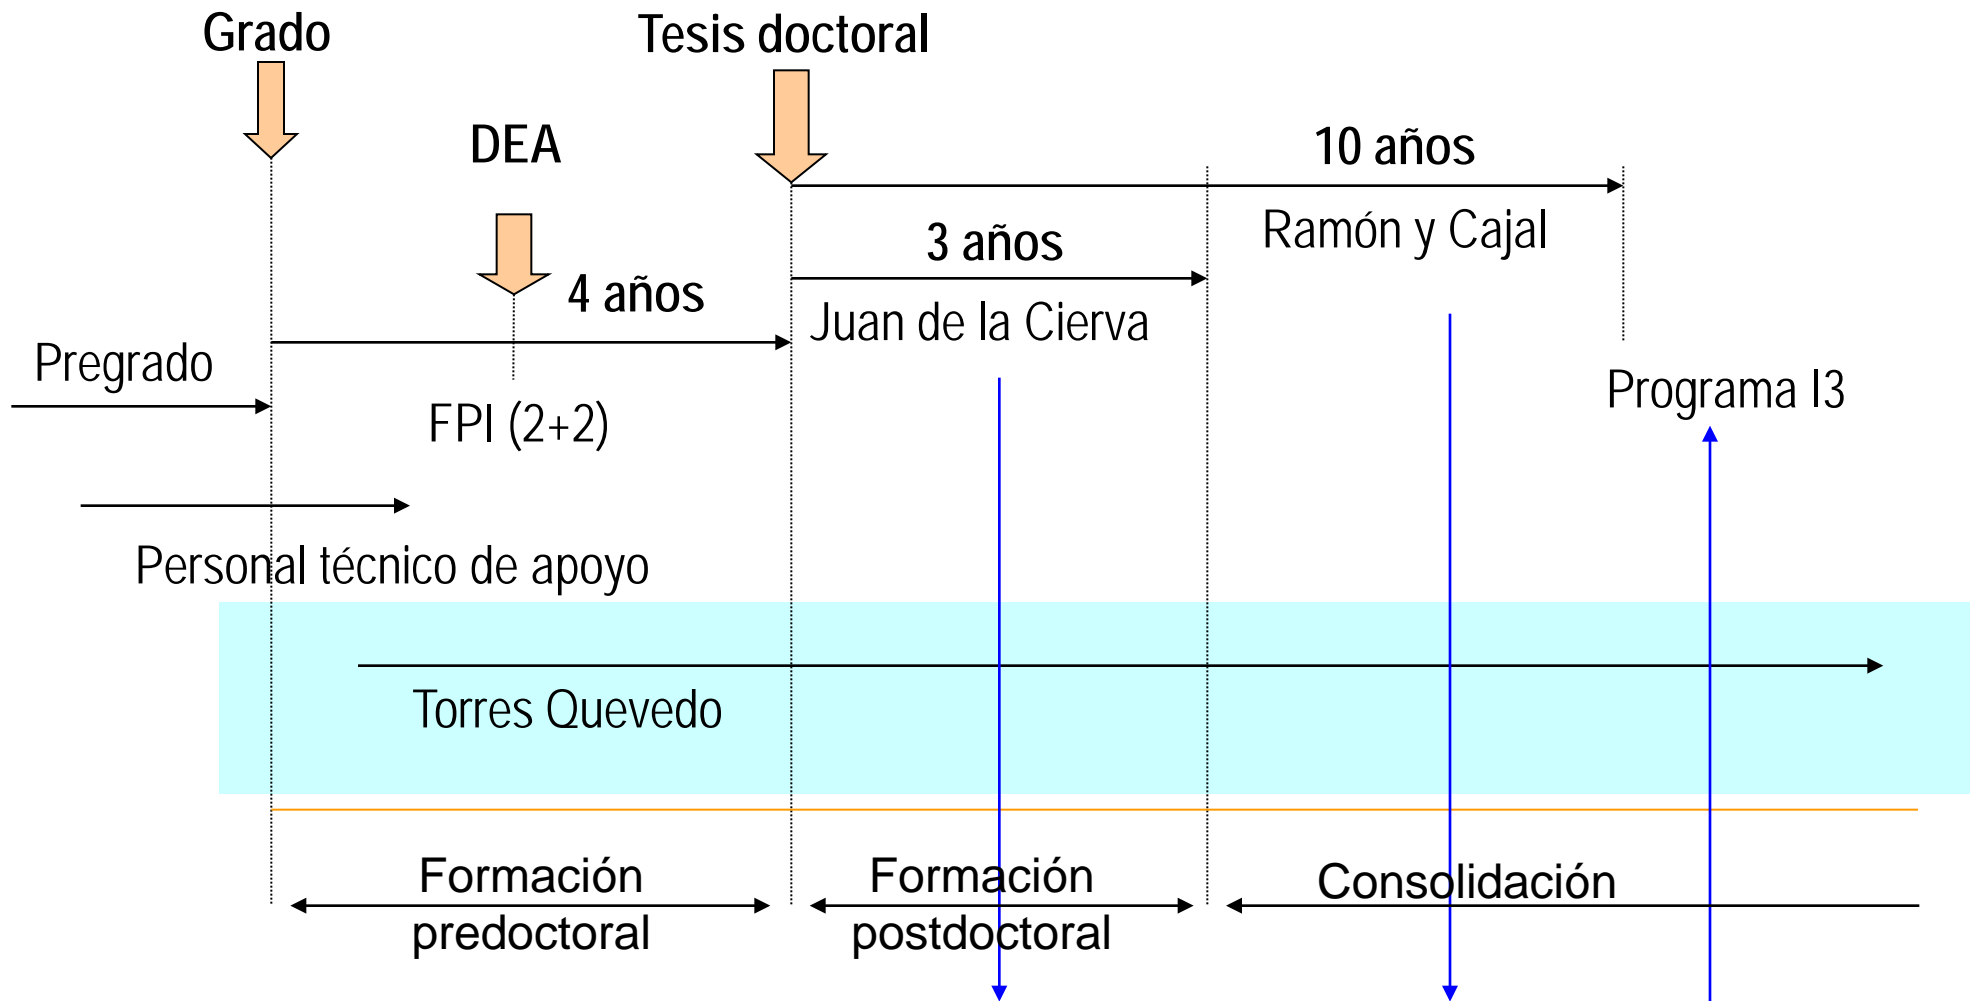 Grado
Tesis doctoral
DEA
10 años
Ramón y Cajal
3 años
4 años
Juan de la Cierva
Pregrado
Programa I3
FPI (2+2)
Personal técnico de apoyo
Torres Quevedo
Formación
predoctoral
Formación
postdoctoral
Consolidación